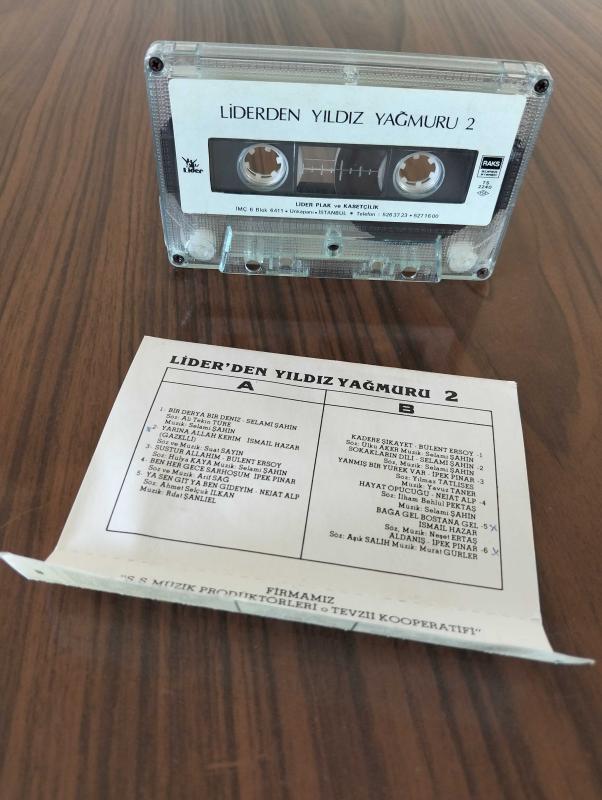 LİDERDEN YILDIZ YAĞMURU 2
Lider
RAKS
SUPER STEREO
TS
2240
LİDER PLAK ve KASETÇİLİK
İMÇ 6 Blok 6411 • Unkapanı - İSTANBUL • Telefon : 526 37 23 - 527 16 00
LİDER'DEN YILDIZ YAĞMURU 2
A
1- BİR DERYA BİR DENİZ - SELAMİ ŞAHİN
Söz: Ali Tekin TÜRE
Müzik: Selami ŞAHİN
2- YARINA ALLAH KERİM İSMAİL HAZAR
(GAZELLİ)
Söz ve Müzik: Suat SAYIN
3- SUSTUR ALLAHIM - BÜLENT ERSOY
Söz: Hulya KAYA Müzik: Selami ŞAHİN
4- BEN HER GECE SARHOŞUM İPEK PINAR
Söz ve Müzik: Arif SAĞ
5- YA SEN GİT YA BEN GİDEYİM - NEJAT ALP
Söz: Ahmet Selçuk İLKAN
Müzik: Rıfat ŞANLIEL
B
KADERE ŞİKAYET - BÜLENT ERSOY -1
Söz: Ülkü AKER Müzik: Selami ŞAHİN
SOKAKLARIN DİLİ - SELAMİ ŞAHİN -2
Söz, Müzik: Selami ŞAHİN
YANMIŞ BİR YÜREK VAR - İPEK PINAR -3
Söz: Yılmaz TATLISES
Müzik: Yavuz TANER
HAYAT ÖPÜCÜĞÜ - NEJAT ALP -4
Söz: İlham Behlül PEKTAŞ
Müzik: Selami ŞAHİN
BAĞA GEL BOSTANA GEL -5
İSMAİL HAZAR
Söz, Müzik: Neşet ERTAŞ
ALDANIŞ - İPEK PINAR -6
Söz: Aşık SALİH Müzik: Murat GÜRLER
FİRMAMIZ
"S.S. MÜZİK PRODÜKTÖRLERİ o TEVZİİ KOOPERATİFİ"